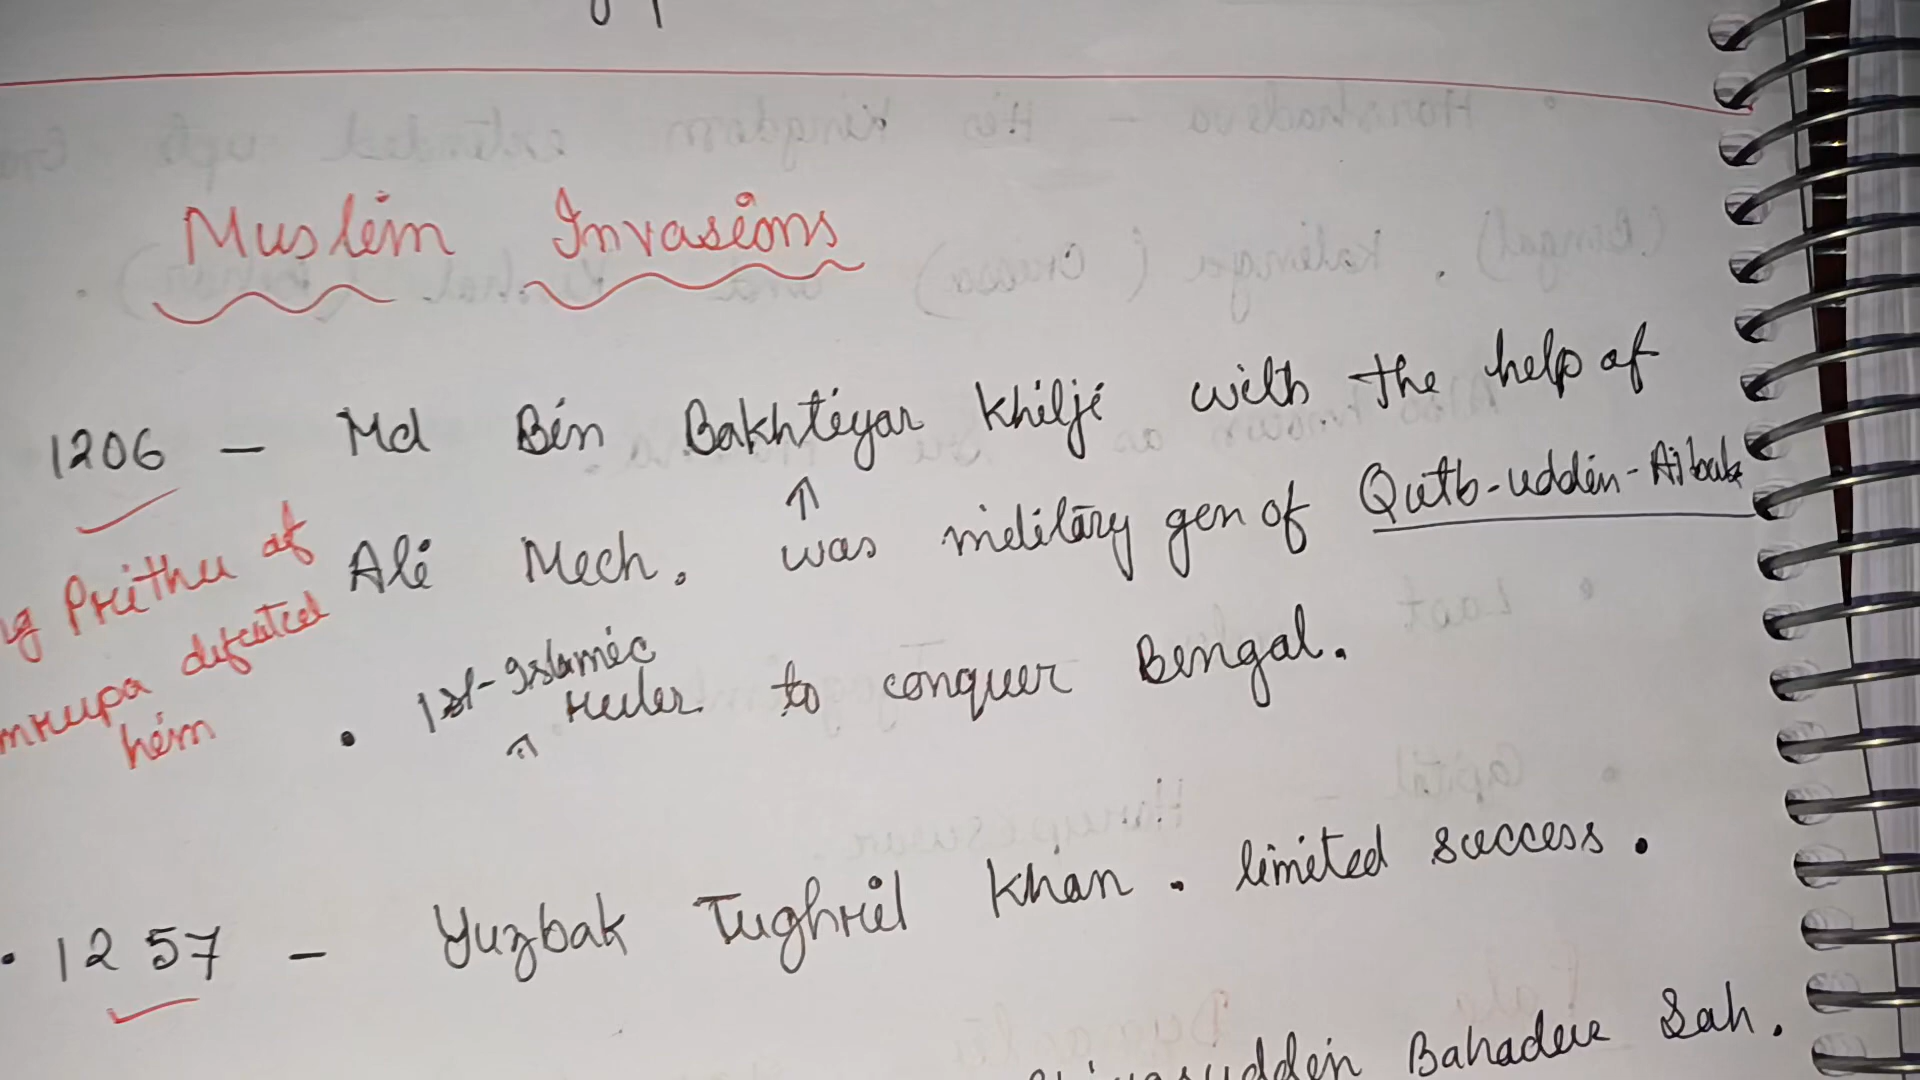 Muslim Invasions
1206 - Md Bin Bakhtiyar Khilji with the help of
Ali Mech. was military gen of Qutb-uddin-Aibak
Prithu of
defeated
him
• 1st-Islamic ruler to conquer Bengal.
• 1257 - Yuzbak Tughril Khan. limited success.
Bahadur Sah.